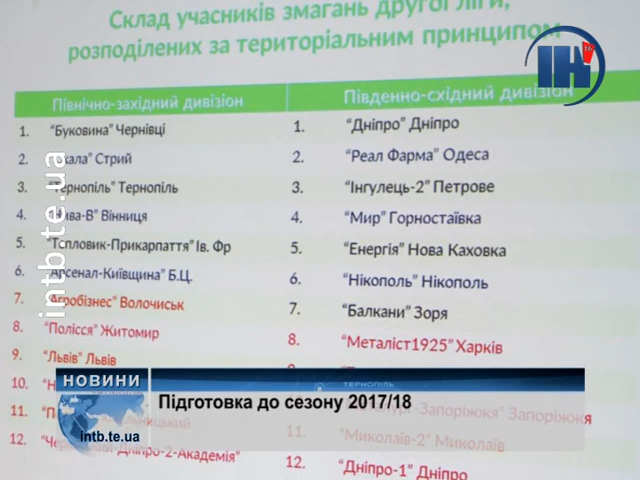 Склад учасників змагань другої ліги,
розподілених за територіальним принципом
ІН
ТБ
Північно-західний дивізіон
1. "Буковина" Чернівці
2. Стрий
3. "Тернопіль" Тернопіль
4. Вінниця
5. "Тепловик-Прикарпаття" Ів. Фр
6. "Арсенал-Київщина" Б.Ц.
7. "Агробізнес" Волочиськ
8. "Полісся" Житомир
9. "Львів" Львів
10.
11.
12.
Південно-східний дивізіон
1. "Дніпро" Дніпро
2. "Реал Фарма" Одеса
3. "Інгулець-2" Петрове
4. "Мир" Горностаївка
5. "Енергія" Нова Каховка
6. "Нікополь" Нікополь
7. "Балкани" Зоря
8. "Металіст1925" Харків
Запоріжжя
11. "Миколаїв-2" Миколаїв
12. "Дніпро-1" Дніпро
intb.te.ua
НОВИНИ
ТЕРНОПІЛЬ
Підготовка до сезону 2017/18
intb.te.ua